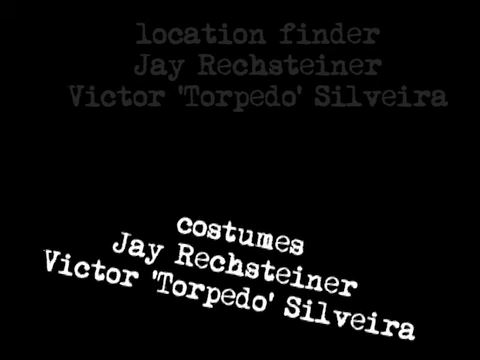 location finder
Jay Rechsteiner
Victor 'Torpedo' Silveira
costumes
Jay Rechsteiner
Victor 'Torpedo' Silveira